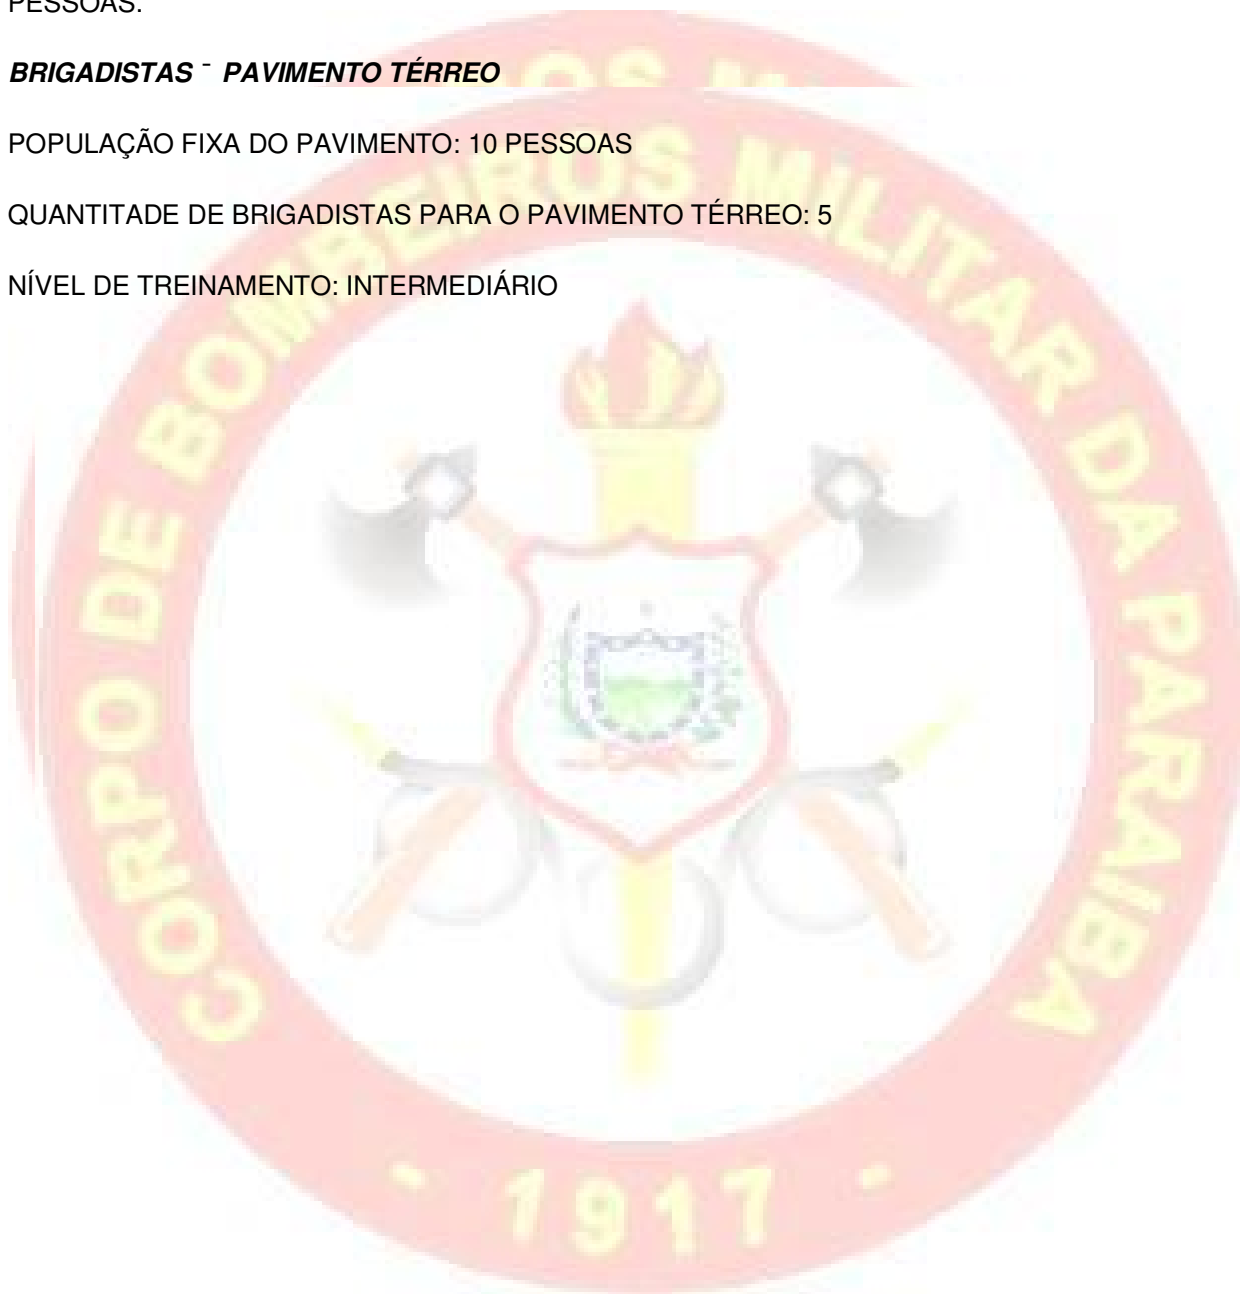 PESSOAS.
BRIGADISTAS - PAVIMENTO TÉRREO
POPULAÇÃO FIXA DO PAVIMENTO: 10 PESSOAS
QUANTITADE DE BRIGADISTAS PARA O PAVIMENTO TÉRREO: 5
NÍVEL DE TREINAMENTO: INTERMEDIÁRIO
CORPO DE BOMBEIROS MILITAR DA PARAIBA
- 1917 -